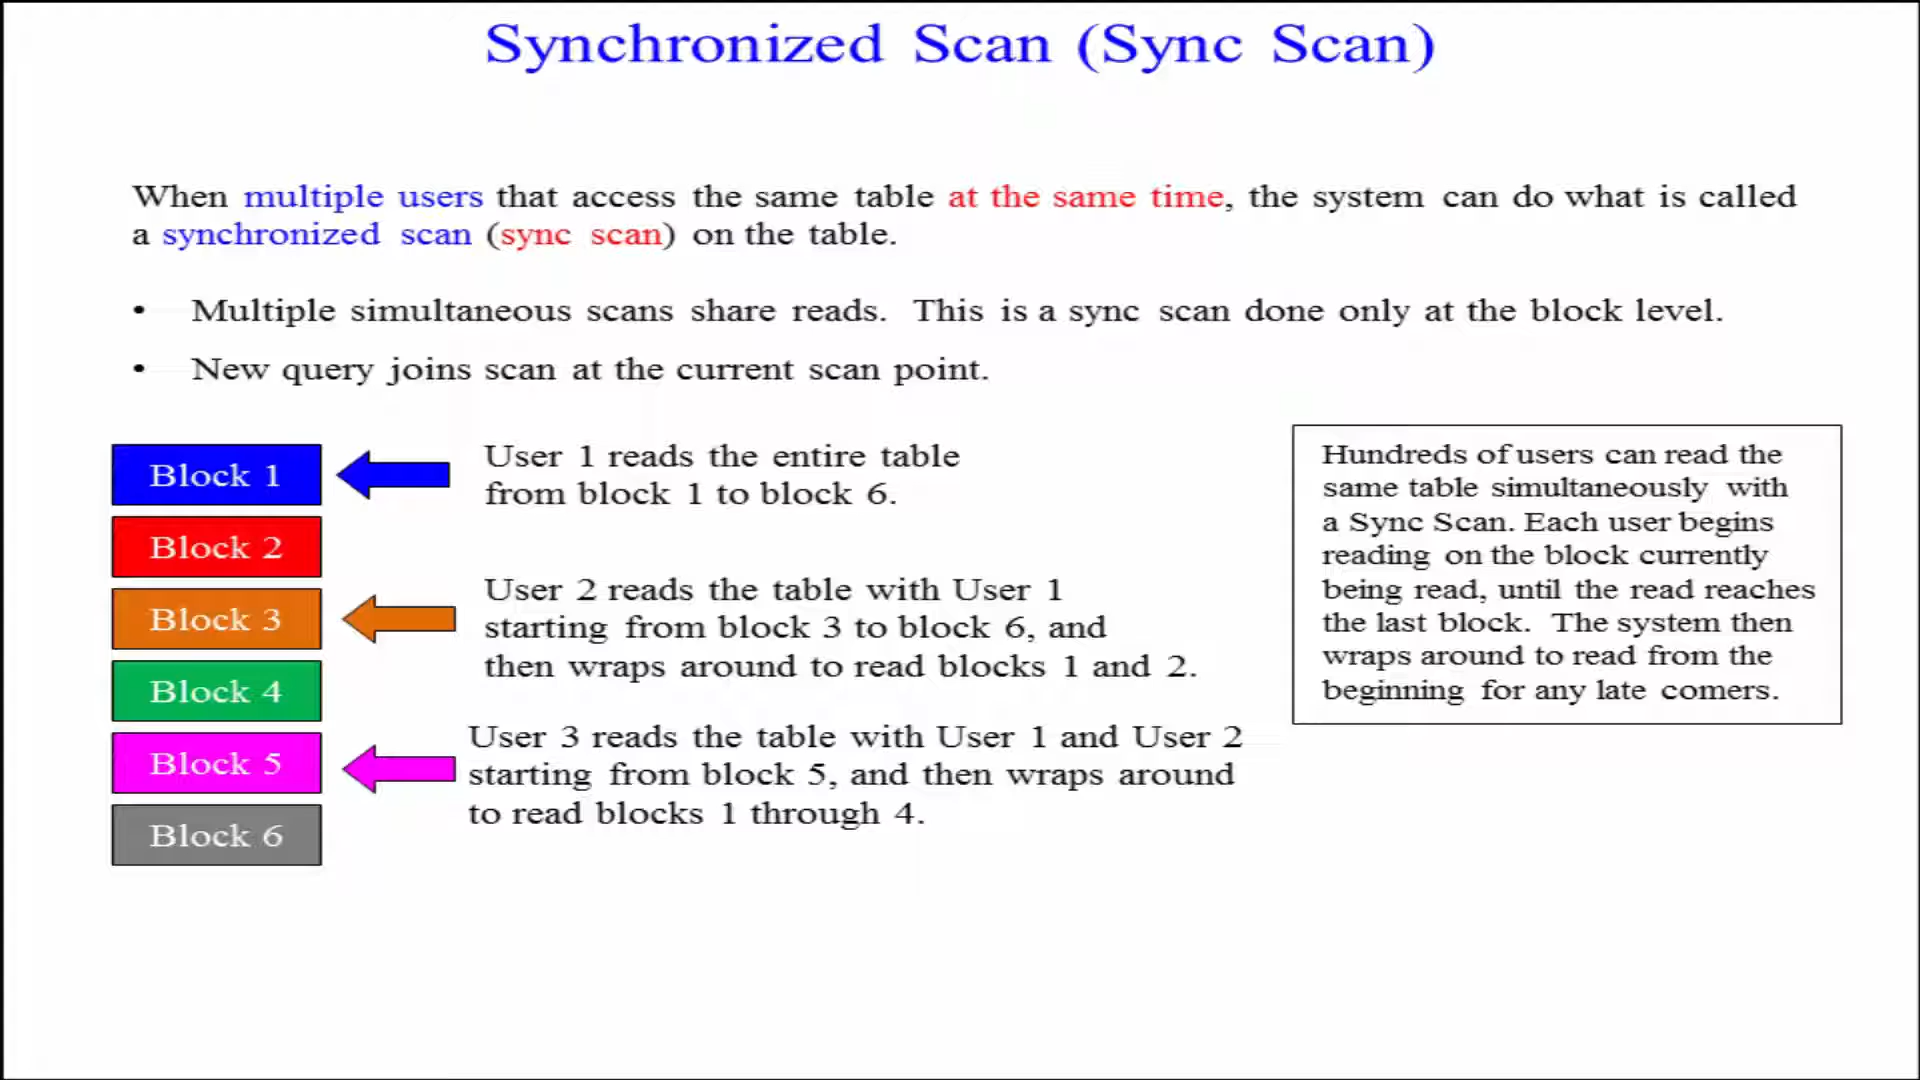 Synchronized Scan (Sync Scan)
When multiple users that access the same table at the same time, the system can do what is called
a synchronized scan (sync scan) on the table.
• Multiple simultaneous scans share reads. This is a sync scan done only at the block level.
• New query joins scan at the current scan point.
Block 1
Block 2
Block 3
Block 4
Block 5
Block 6
User 1 reads the entire table
from block 1 to block 6.
User 2 reads the table with User 1
starting from block 3 to block 6, and
then wraps around to read blocks 1 and 2.
User 3 reads the table with User 1 and User 2
starting from block 5, and then wraps around
to read blocks 1 through 4.
Hundreds of users can read the
same table simultaneously with
a Sync Scan. Each user begins
reading on the block currently
being read, until the read reaches
the last block. The system then
wraps around to read from the
beginning for any late comers.